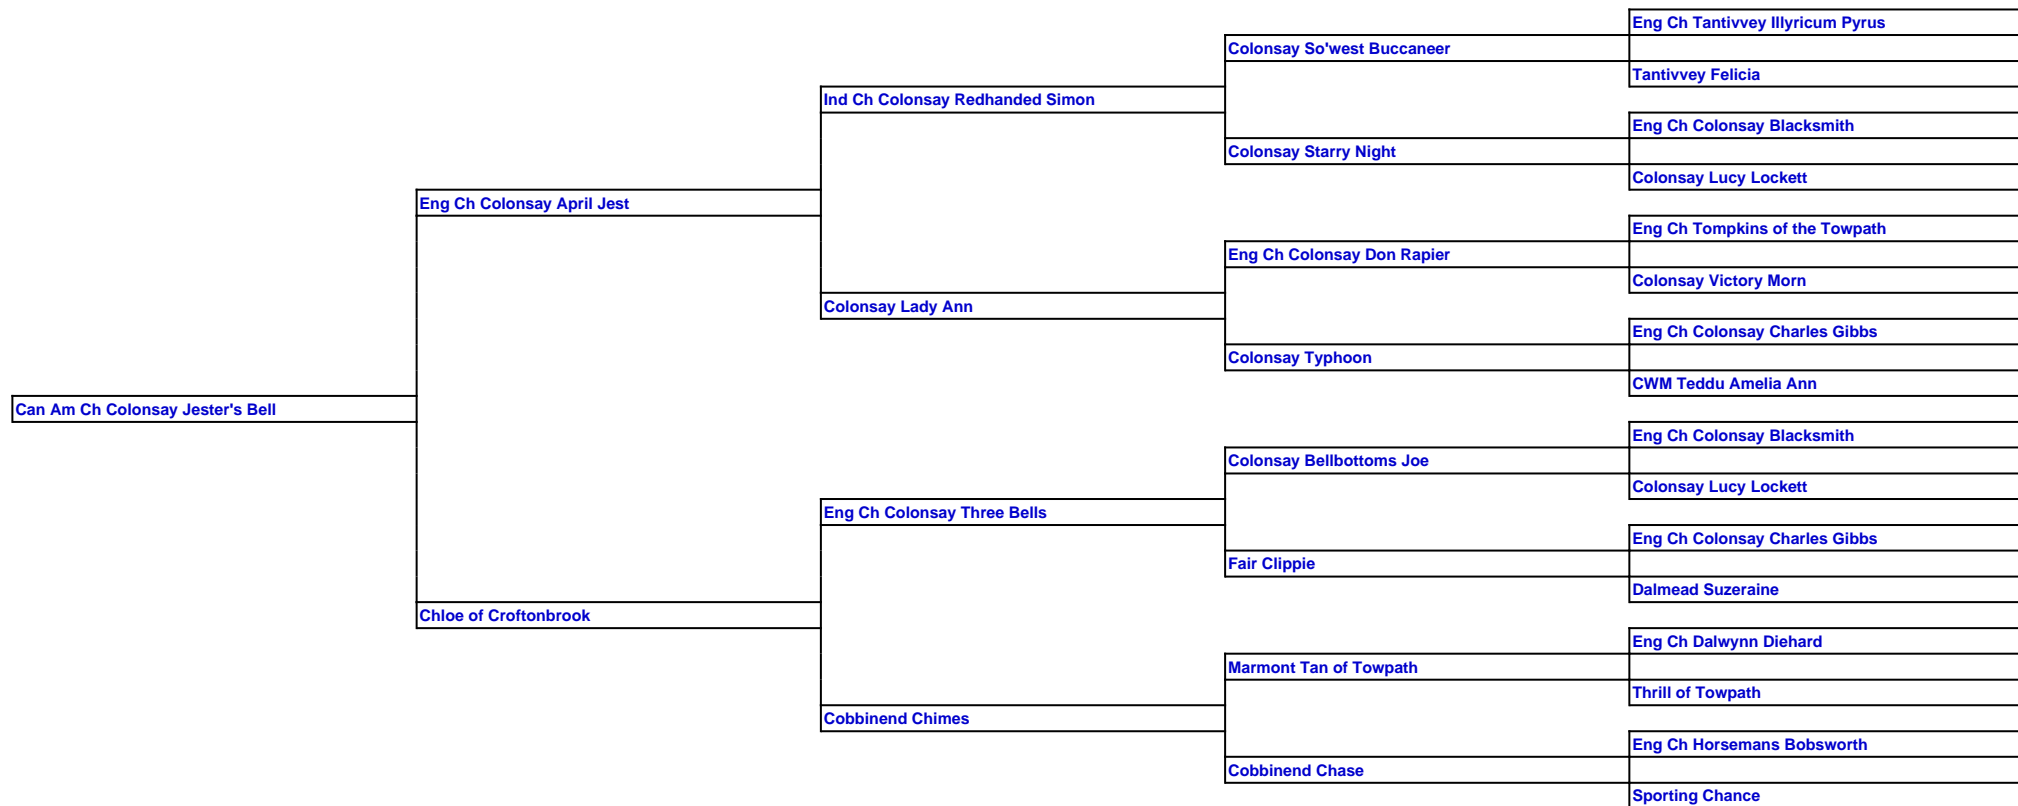 Eng Ch Tantivvey Illyricum Pyrus
Colonsay So'west Buccaneer
Tantivvey Felicia
Ind Ch Colonsay Redhanded Simon
Eng Ch Colonsay Blacksmith
Colonsay Starry Night
Colonsay Lucy Lockett
Eng Ch Colonsay April Jest
Eng Ch Tompkins of the Towpath
Eng Ch Colonsay Don Rapier
Colonsay Victory Morn
Colonsay Lady Ann
Eng Ch Colonsay Charles Gibbs
Colonsay Typhoon
CWM Teddu Amelia Ann
Can Am Ch Colonsay Jester's Bell
Eng Ch Colonsay Blacksmith
Colonsay Bellbottoms Joe
Colonsay Lucy Lockett
Eng Ch Colonsay Three Bells
Eng Ch Colonsay Charles Gibbs
Fair Clippie
Dalmead Suzeraine
Chloe of Croftonbrook
Eng Ch Dalwynn Diehard
Marmont Tan of Towpath
Thrill of Towpath
Cobbinend Chimes
Eng Ch Horsemans Bobsworth
Cobbinend Chase
Sporting Chance